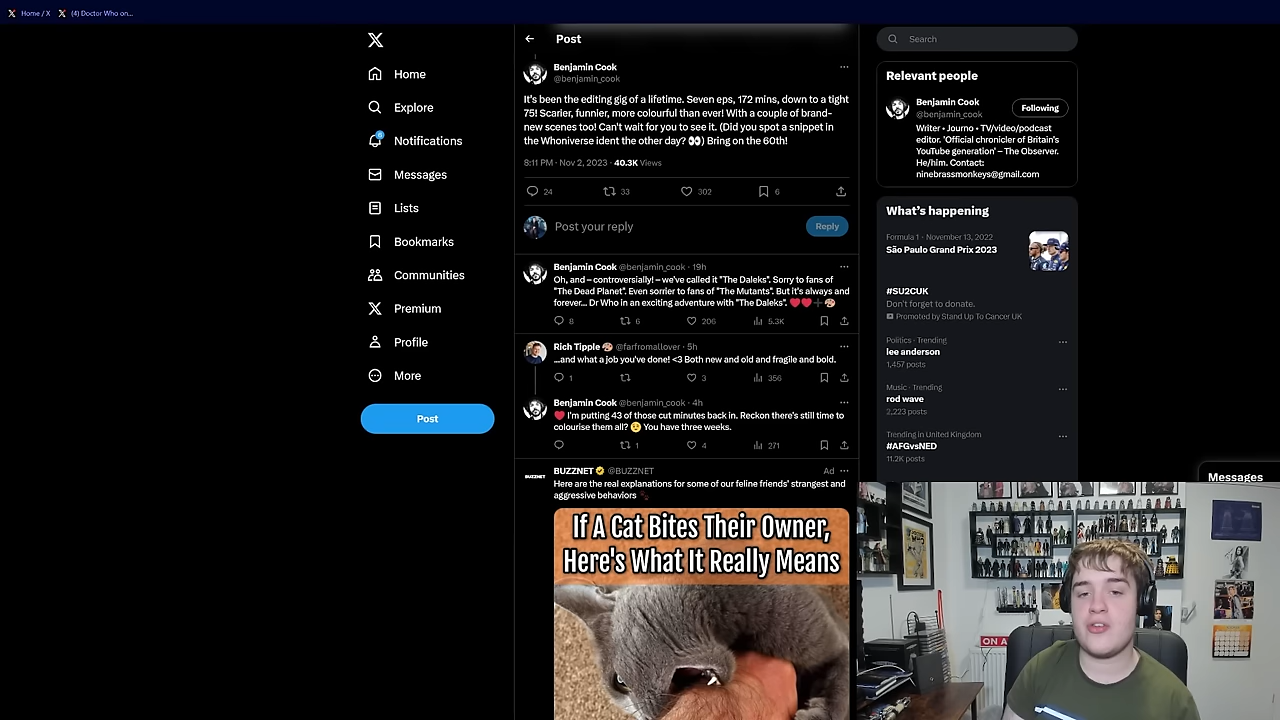 Home / X
(4) Doctor Who on...
Post
Search
Home
Explore
Notifications
Messages
Lists
Bookmarks
Communities
Premium
Profile
More
Post
Benjamin Cook
@benjamin_cook
It's been the editing gig of a lifetime. Seven eps, 172 mins, down to a tight
75! Scarier, funnier, more colourful than ever! With a couple of brand-
new scenes too! Can't wait for you to see it. (Did you spot a snippet in
the Whoniverse ident the other day? 👀) Bring on the 60th!
8:11 PM · Nov 2, 2023 · 40.3K Views
24 33 302 6
Post your reply
Reply
Benjamin Cook @benjamin_cook · 19h
Oh, and – controversially! – we've called it "The Daleks". Sorry to fans of
"The Dead Planet". Even sorrier to fans of "The Mutants". But it's always and
forever... Dr Who in an exciting adventure with "The Daleks".
8 6 206 5.3K
Rich Tipple @farfromallover · 5h
...and what a job you've done! <3 Both new and old and fragile and bold.
1 3 356
Benjamin Cook @benjamin_cook · 4h
I'm putting 43 of those cut minutes back in. Reckon there's still time to
colourise them all? You have three weeks.
1 4 271
BUZZNET
BUZZNET @BUZZNET Ad
Here are the real explanations for some of our feline friends' strangest and
aggressive behaviors
If A Cat Bites Their Owner,
Here's What It Really Means
Relevant people
Benjamin Cook
@benjamin_cook
Following
Writer • Journo • TV/video/podcast
editor. 'Official chronicler of Britain's
YouTube generation' – The Observer.
He/him. Contact:
ninebrassmonkeys@gmail.com
What's happening
Formula 1 · November 13, 2022
São Paulo Grand Prix 2023
#SU2CUK
Don't forget to donate.
Promoted by Stand Up To Cancer UK
Politics · Trending
lee anderson
1,457 posts
Music · Trending
rod wave
2,223 posts
Trending in United Kingdom
#AFGvsNED
11.2K posts
Messages
ON A